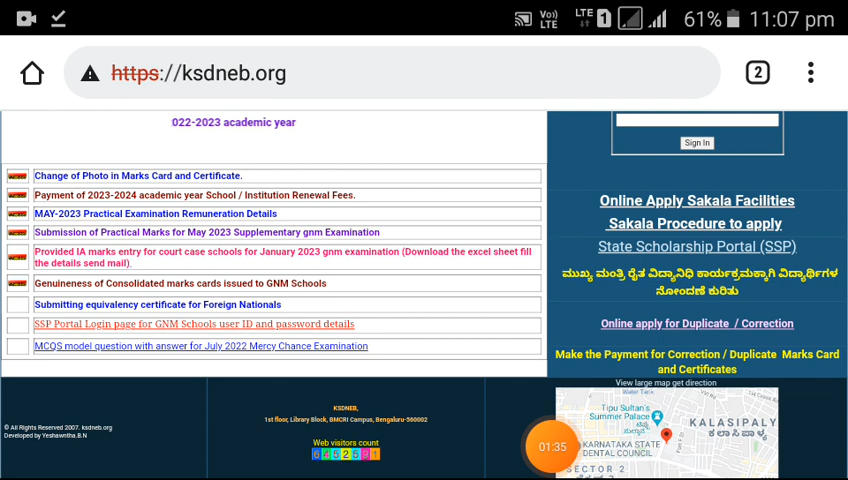 LTE 1 61% 11:07 pm
https://ksdneb.org 2
022-2023 academic year
Change of Photo in Marks Card and Certificate.
Payment of 2023-2024 academic year School / Institution Renewal Fees.
MAY-2023 Practical Examination Remuneration Details
Submission of Practical Marks for May 2023 Supplementary gnm Examination
Provided IA marks entry for court case schools for January 2023 gnm examination (Download the excel sheet fill
the details send mail).
Genuineness of Consolidated marks cards issued to GNM Schools
Submitting equivalency certificate for Foreign Nationals
SSP Portal Login page for GNM Schools user ID and password details
MCQS model question with answer for July 2022 Mercy Chance Examination
Sign In
Online Apply Sakala Facilities
Sakala Procedure to apply
State Scholarship Portal (SSP)
ಮುಖ್ಯ ಮಂತ್ರಿ ರೈತ ವಿದ್ಯಾನಿಧಿ ಕಾರ್ಯಕ್ರಮಕ್ಕಾಗಿ ವಿದ್ಯಾರ್ಥಿಗಳ
ನೋಂದಣೆ ಕುರಿತು
Online apply for Duplicate / Correction
Make the Payment for Correction / Duplicate Marks Card
and Certificates
View large map get direction
© All Rights Reserved 2007. ksdneb.org
Developed by Yeshawntha.B.N
KSDNEB,
1st floor, Library Block, BMCRI Campus, Bengaluru-560002
Web visitors count
01:35
Water Tank
Tipu Sultan's
Summer Palace
KALASIPALY
KARNATAKA STATE
DENTAL COUNCIL
SECTOR 2